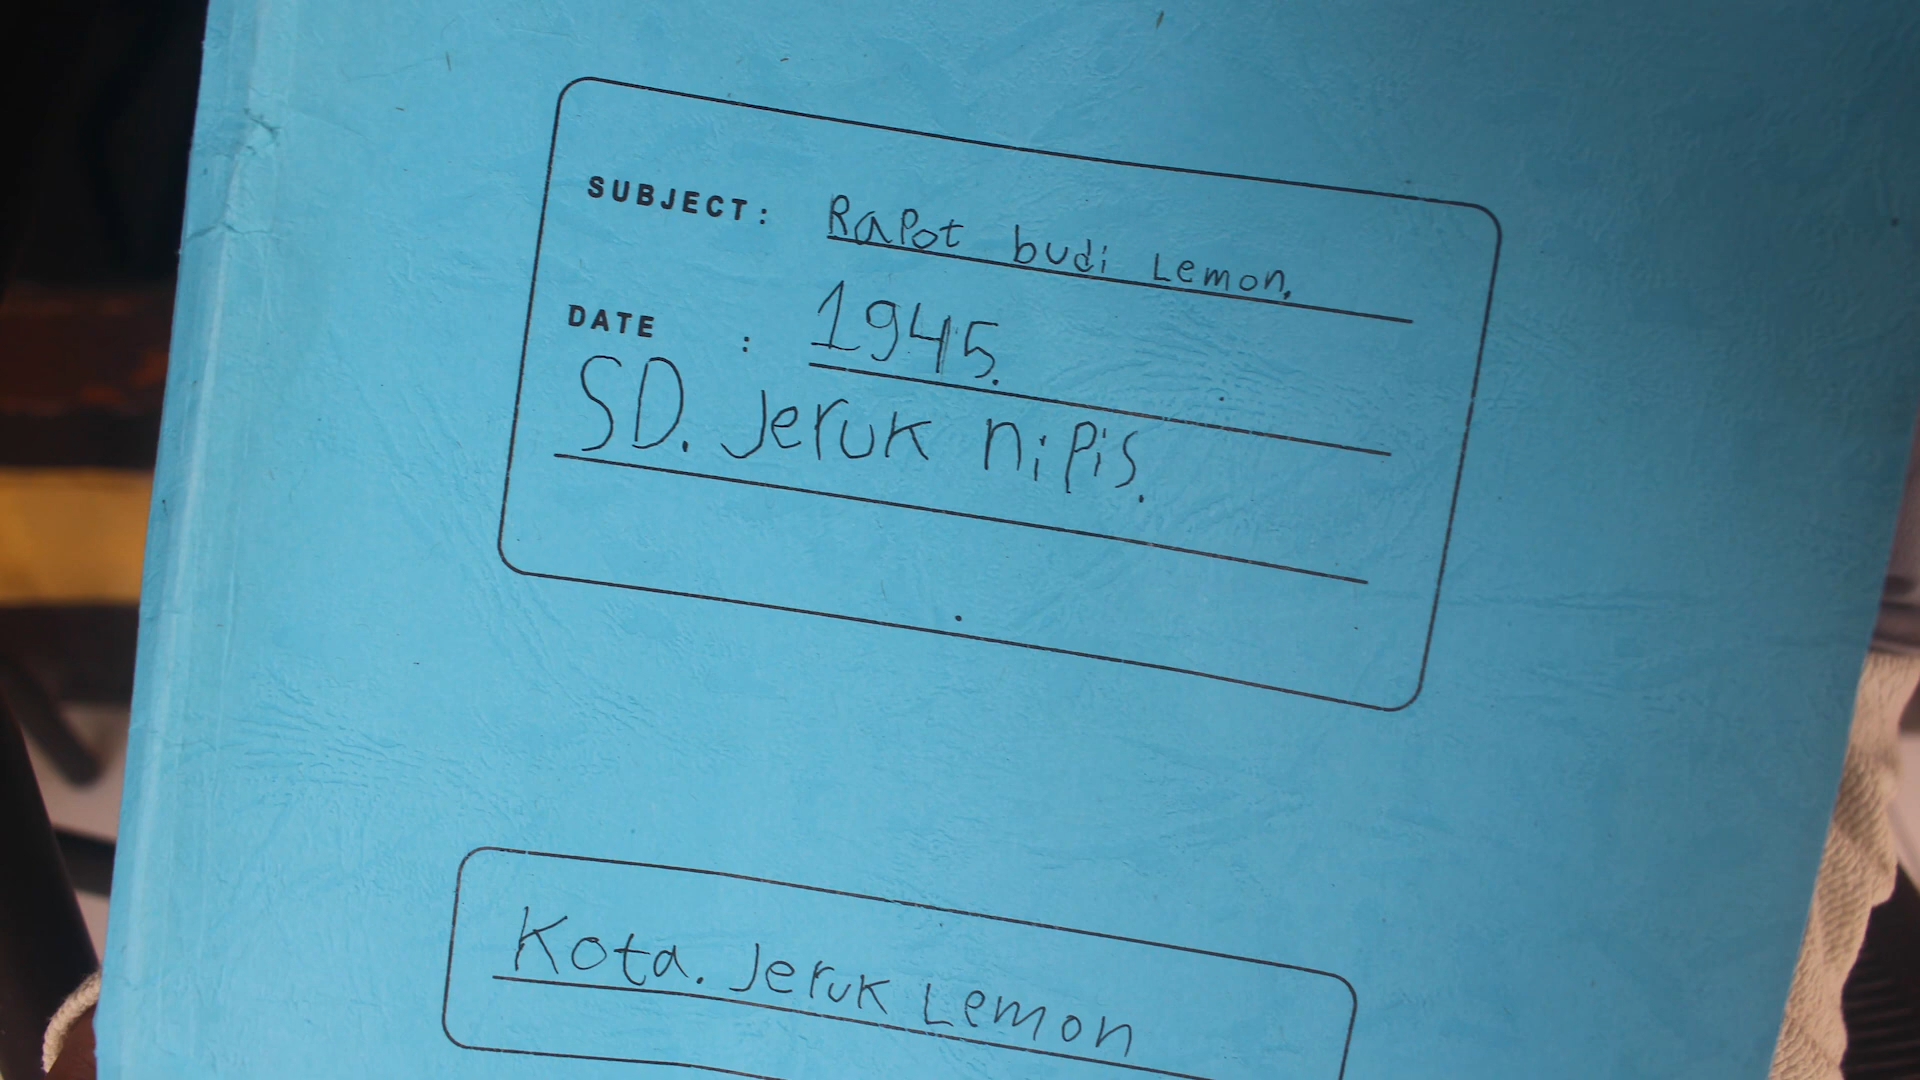 SUBJECT: RaPot budi Lemon.
DATE : 1945.
SD. Jeruk niPis.
Kota. Jeruk Lemon